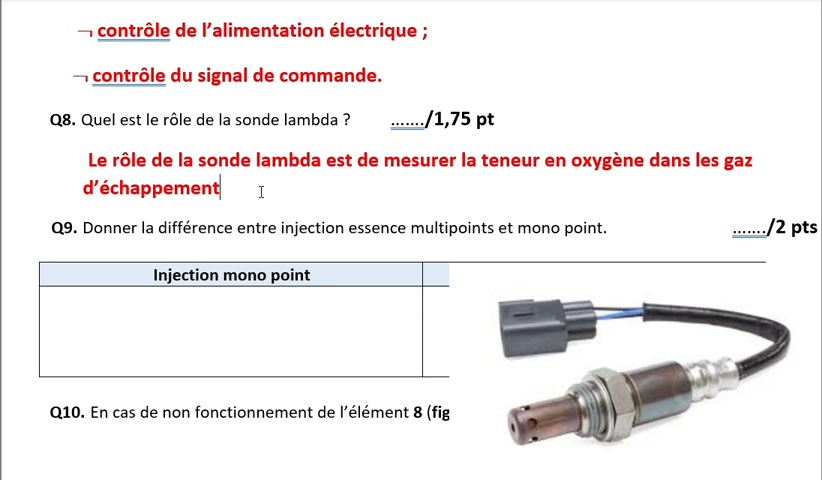 ¬ contrôle de l’alimentation électrique ;
¬ contrôle du signal de commande.
Q8. Quel est le rôle de la sonde lambda ? ......./1,75 pt
Le rôle de la sonde lambda est de mesurer la teneur en oxygène dans les gaz
d’échappement
Q9. Donner la différence entre injection essence multipoints et mono point. ......./2 pts
Injection mono point
Q10. En cas de non fonctionnement de l’élément 8 (fig